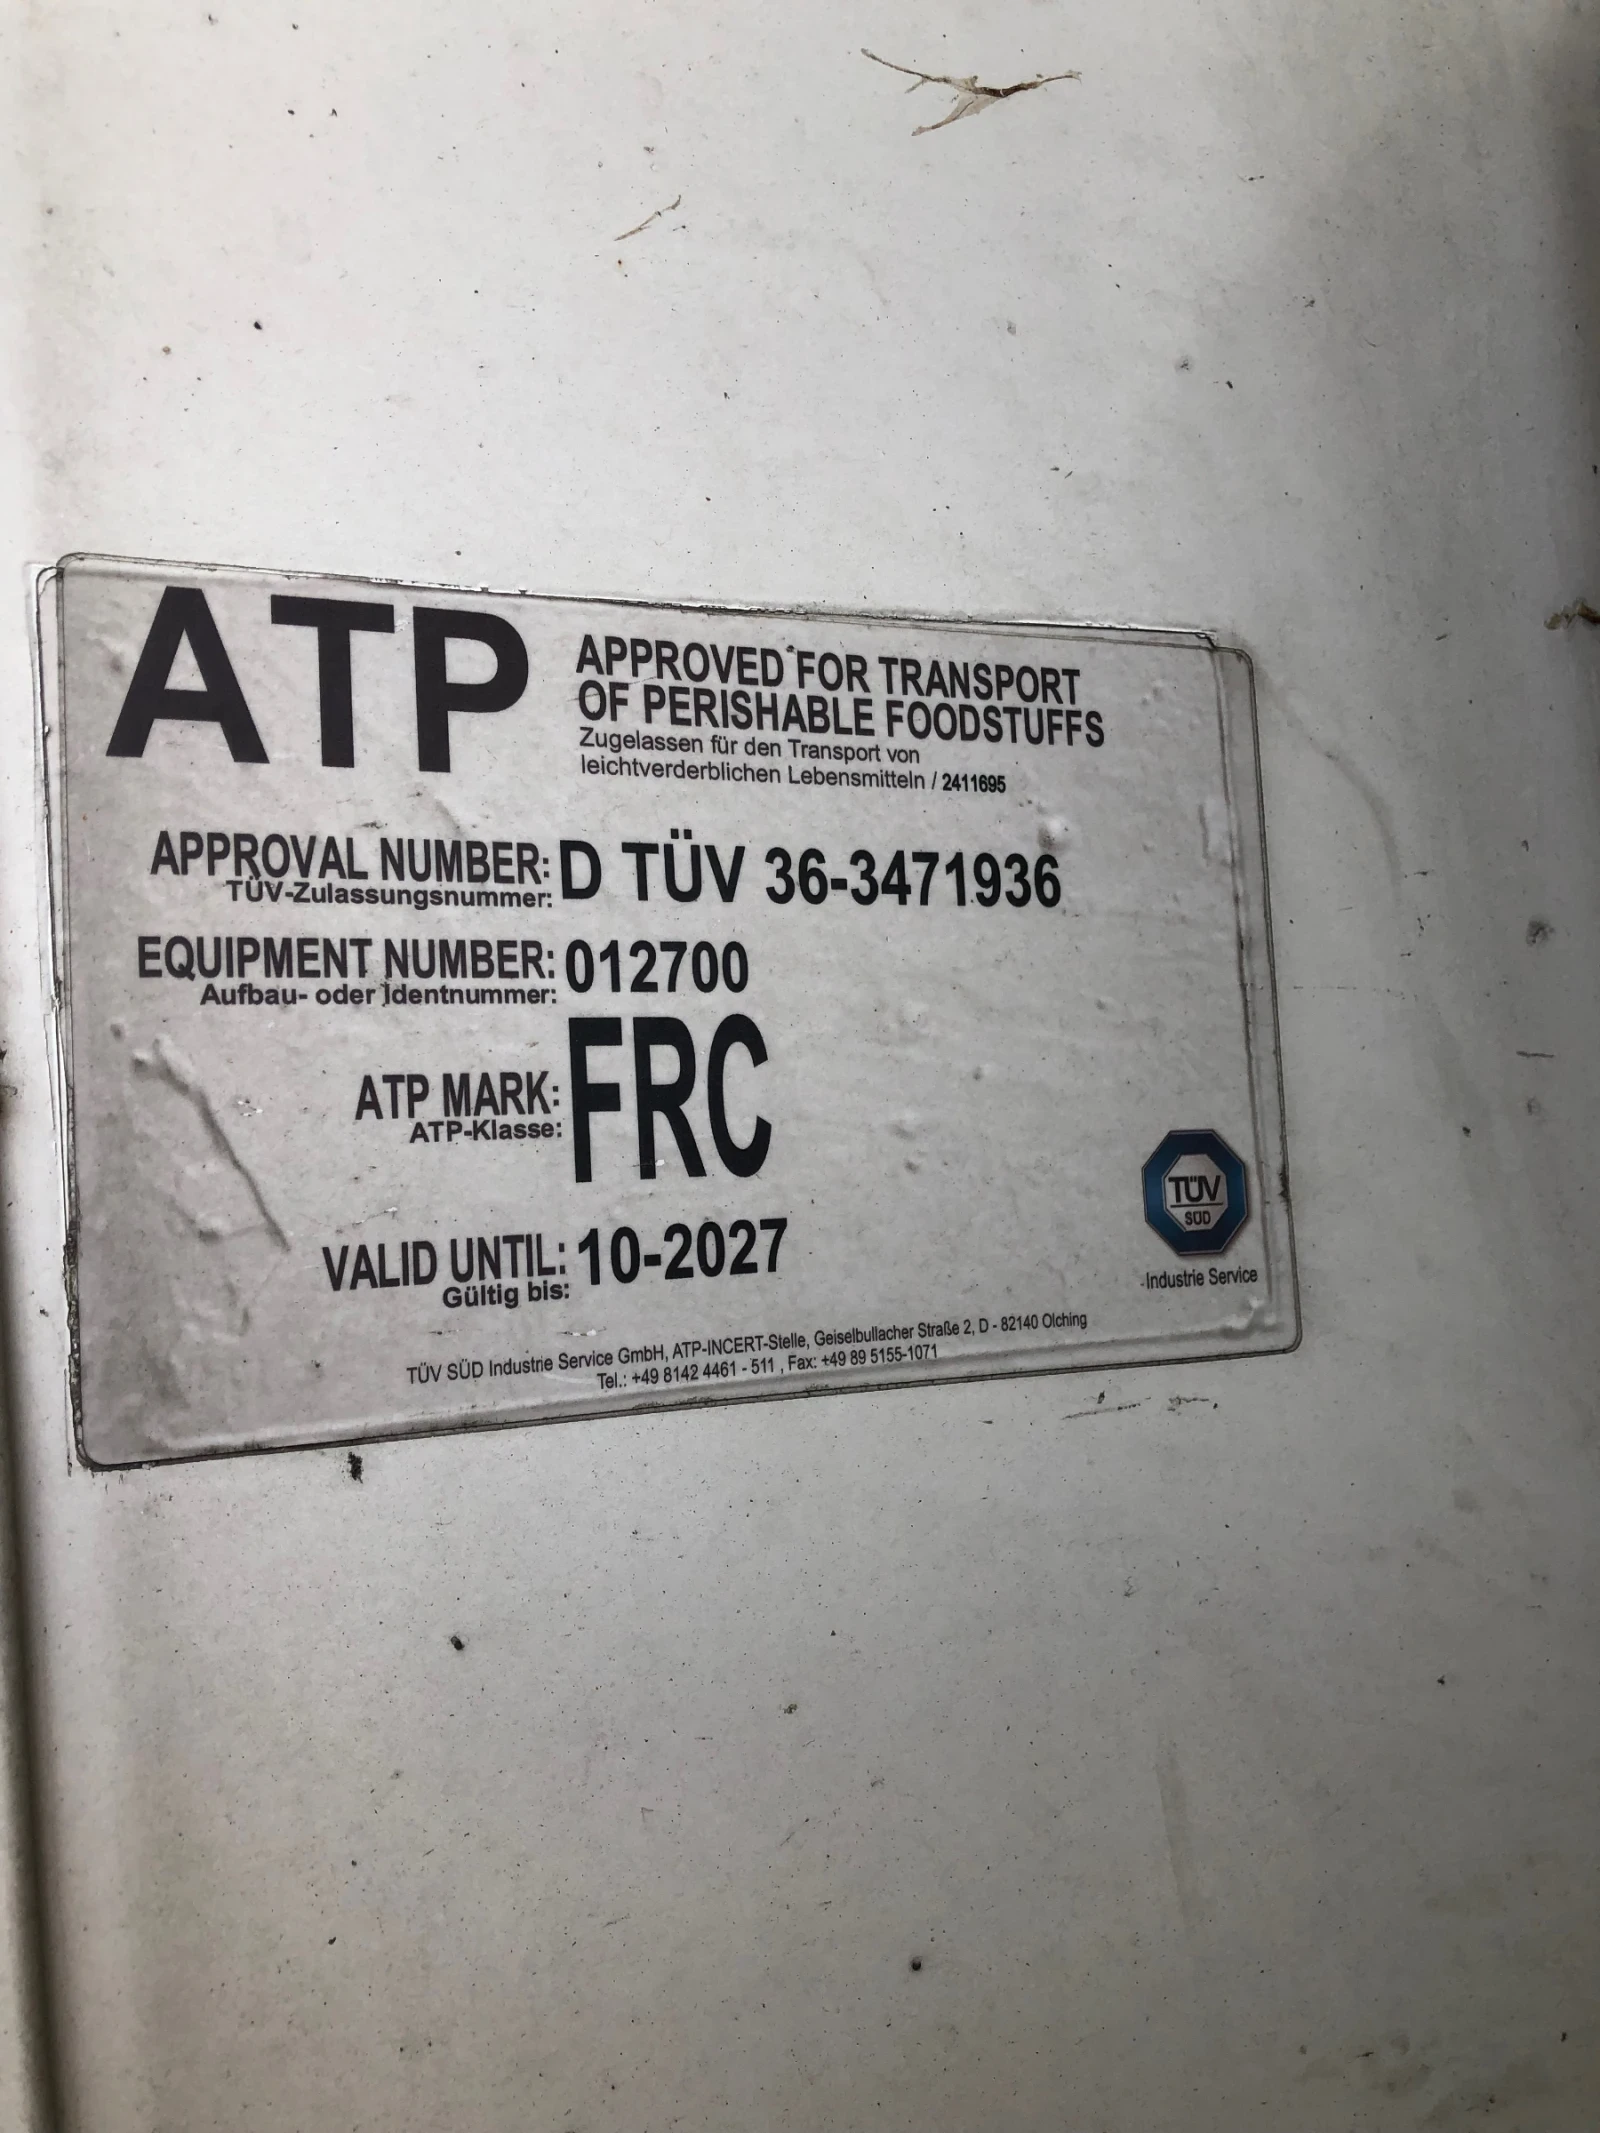 ATP
APPROVED FOR TRANSPORT
OF PERISHABLE FOODSTUFFS
Zugelassen für den Transport von
leichtverderblichen Lebensmitteln / 2411695
APPROVAL NUMBER: D TÜV 36-3471936
TÜV-Zulassungsnummer:
EQUIPMENT NUMBER: 012700
Aufbau- oder Identnummer:
ATP MARK: FRC
ATP-Klasse:
VALID UNTIL: 10-2027
Gültig bis:
TÜV
SÜD
Industrie Service
TÜV SÜD Industrie Service GmbH, ATP-INCERT-Stelle, Geiselbullacher Straße 2, D - 82140 Olching
Tel.: +49 8142 4461 - 511 , Fax: +49 89 5155-1071